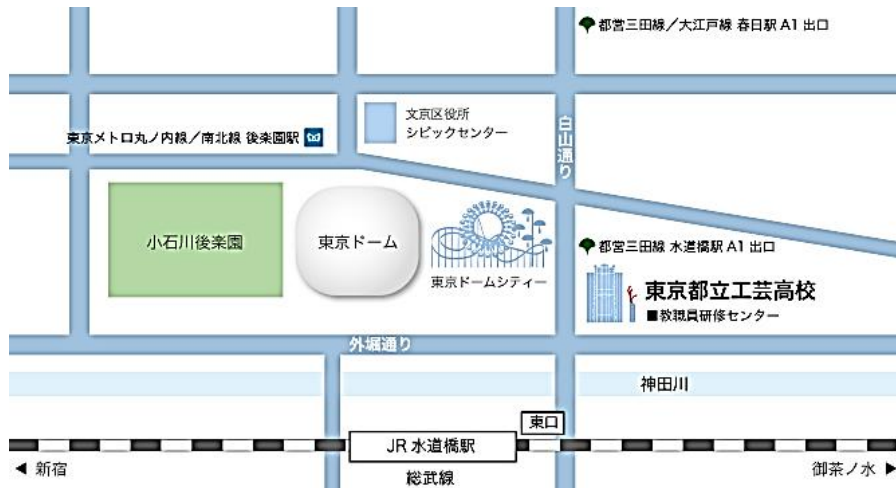 都営三田線／大江戸線 春日駅 A1 出口
文京区役所
シビックセンター
東京メトロ丸ノ内線／南北線 後楽園駅
白山通り
小石川後楽園
東京ドーム
東京ドームシティー
都営三田線 水道橋駅 A1 出口
東京都立工芸高校
■教職員研修センター
外堀通り
神田川
東口
JR 水道橋駅
◀ 新宿
総武線
御茶ノ水 ▶